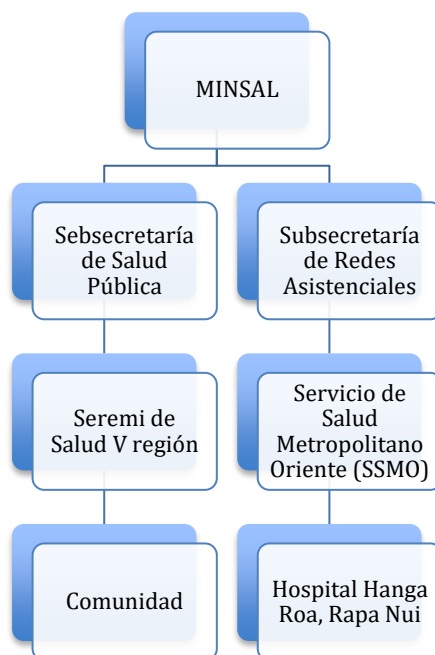 MINSAL
Sebsecretaría
de Salud
Pública
Subsecretaría
de Redes
Asistenciales
Seremi de
Salud V región
Servicio de
Salud
Metropolitano
Oriente (SSMO)
Comunidad
Hospital Hanga
Roa, Rapa Nui